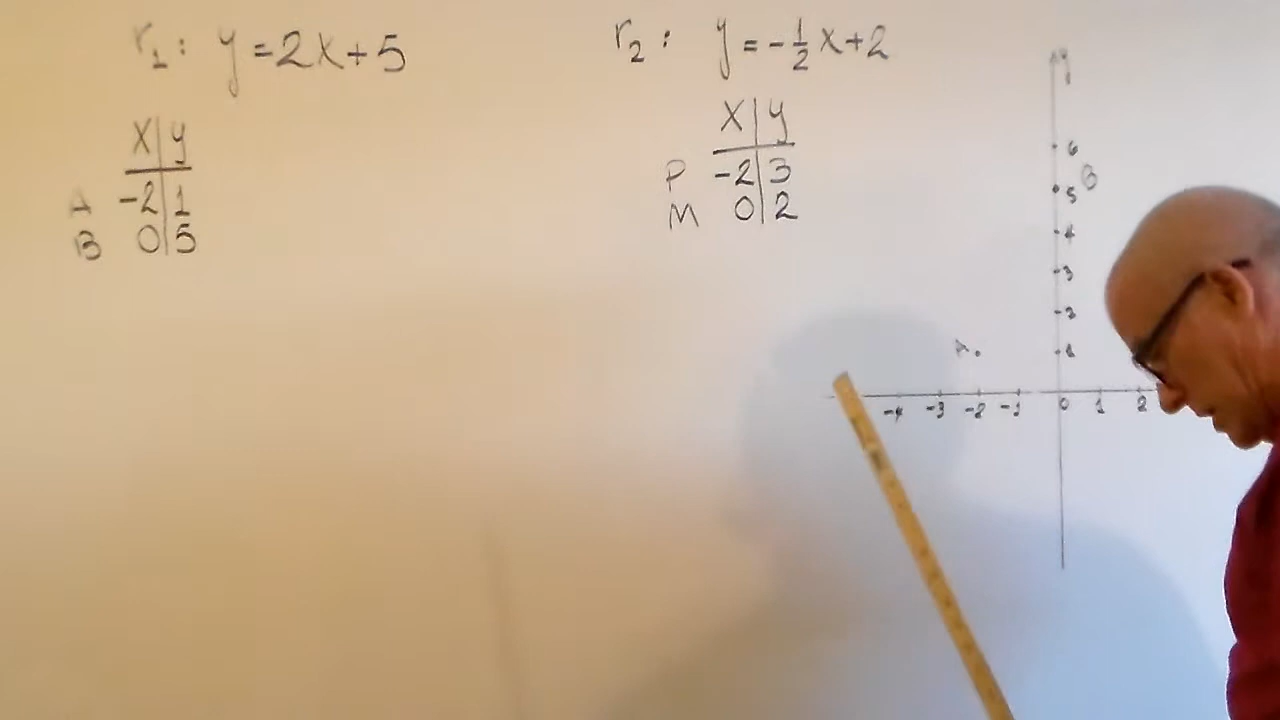 r₁: y=2x+5
x|y
A -2|1
B 0|5
r₂: y=-½x+2
x|y
P -2|3
M 0|2
y
6
5 B
4
3
2
A. 1
-4 -3 -2 -1 0 1 2